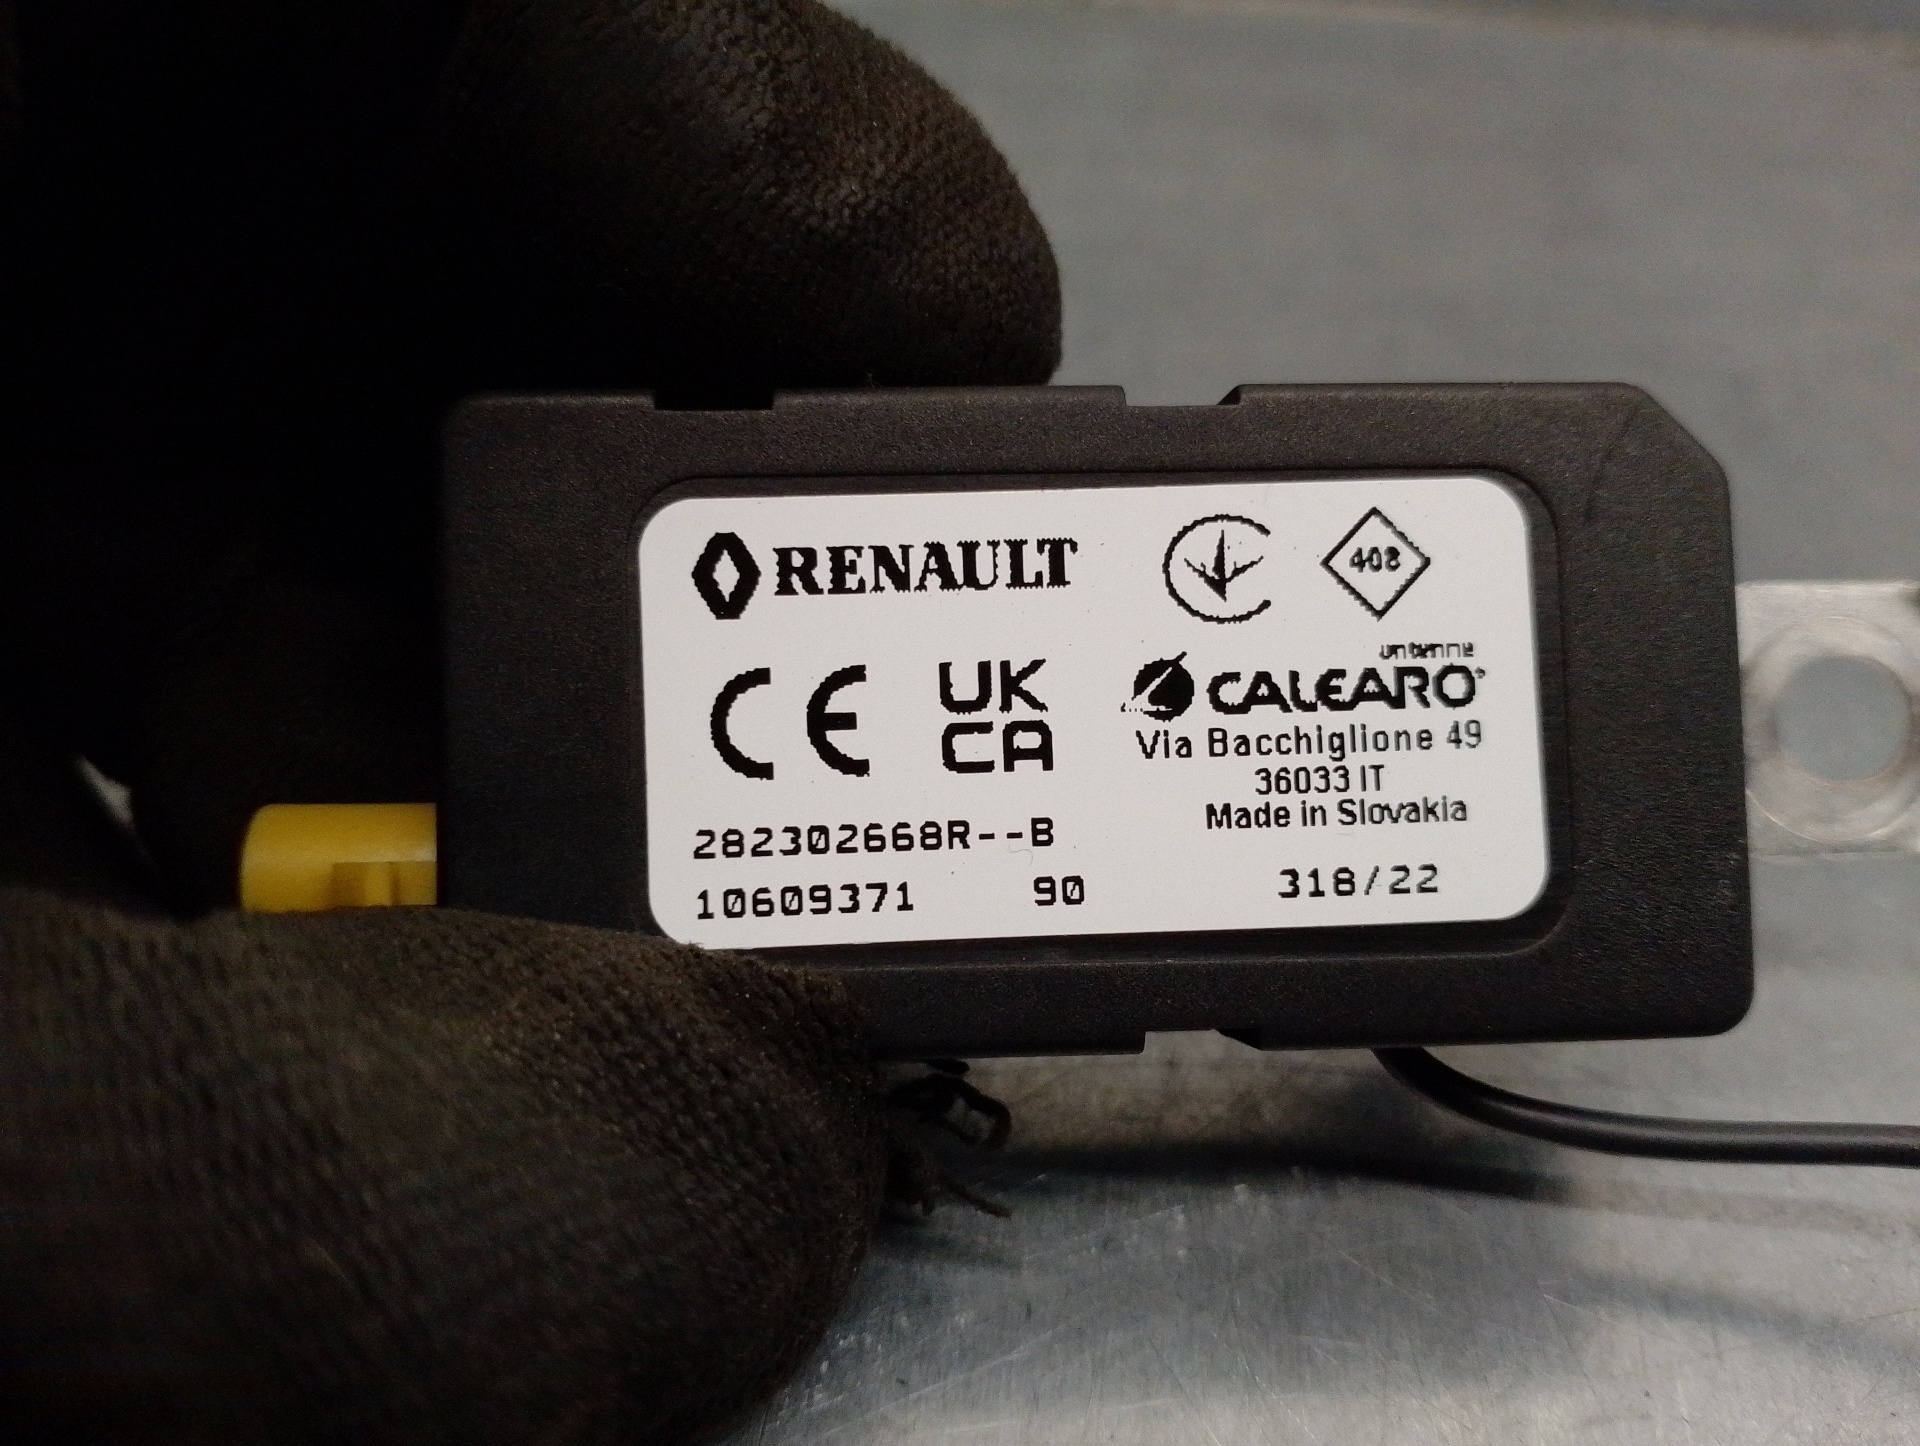 RENAULT
408
CE
UK
CA
antenne
CALEARO
Via Bacchiglione 49
36033 IT
Made in Slovakia
282302668R--B
10609371 90
318/22